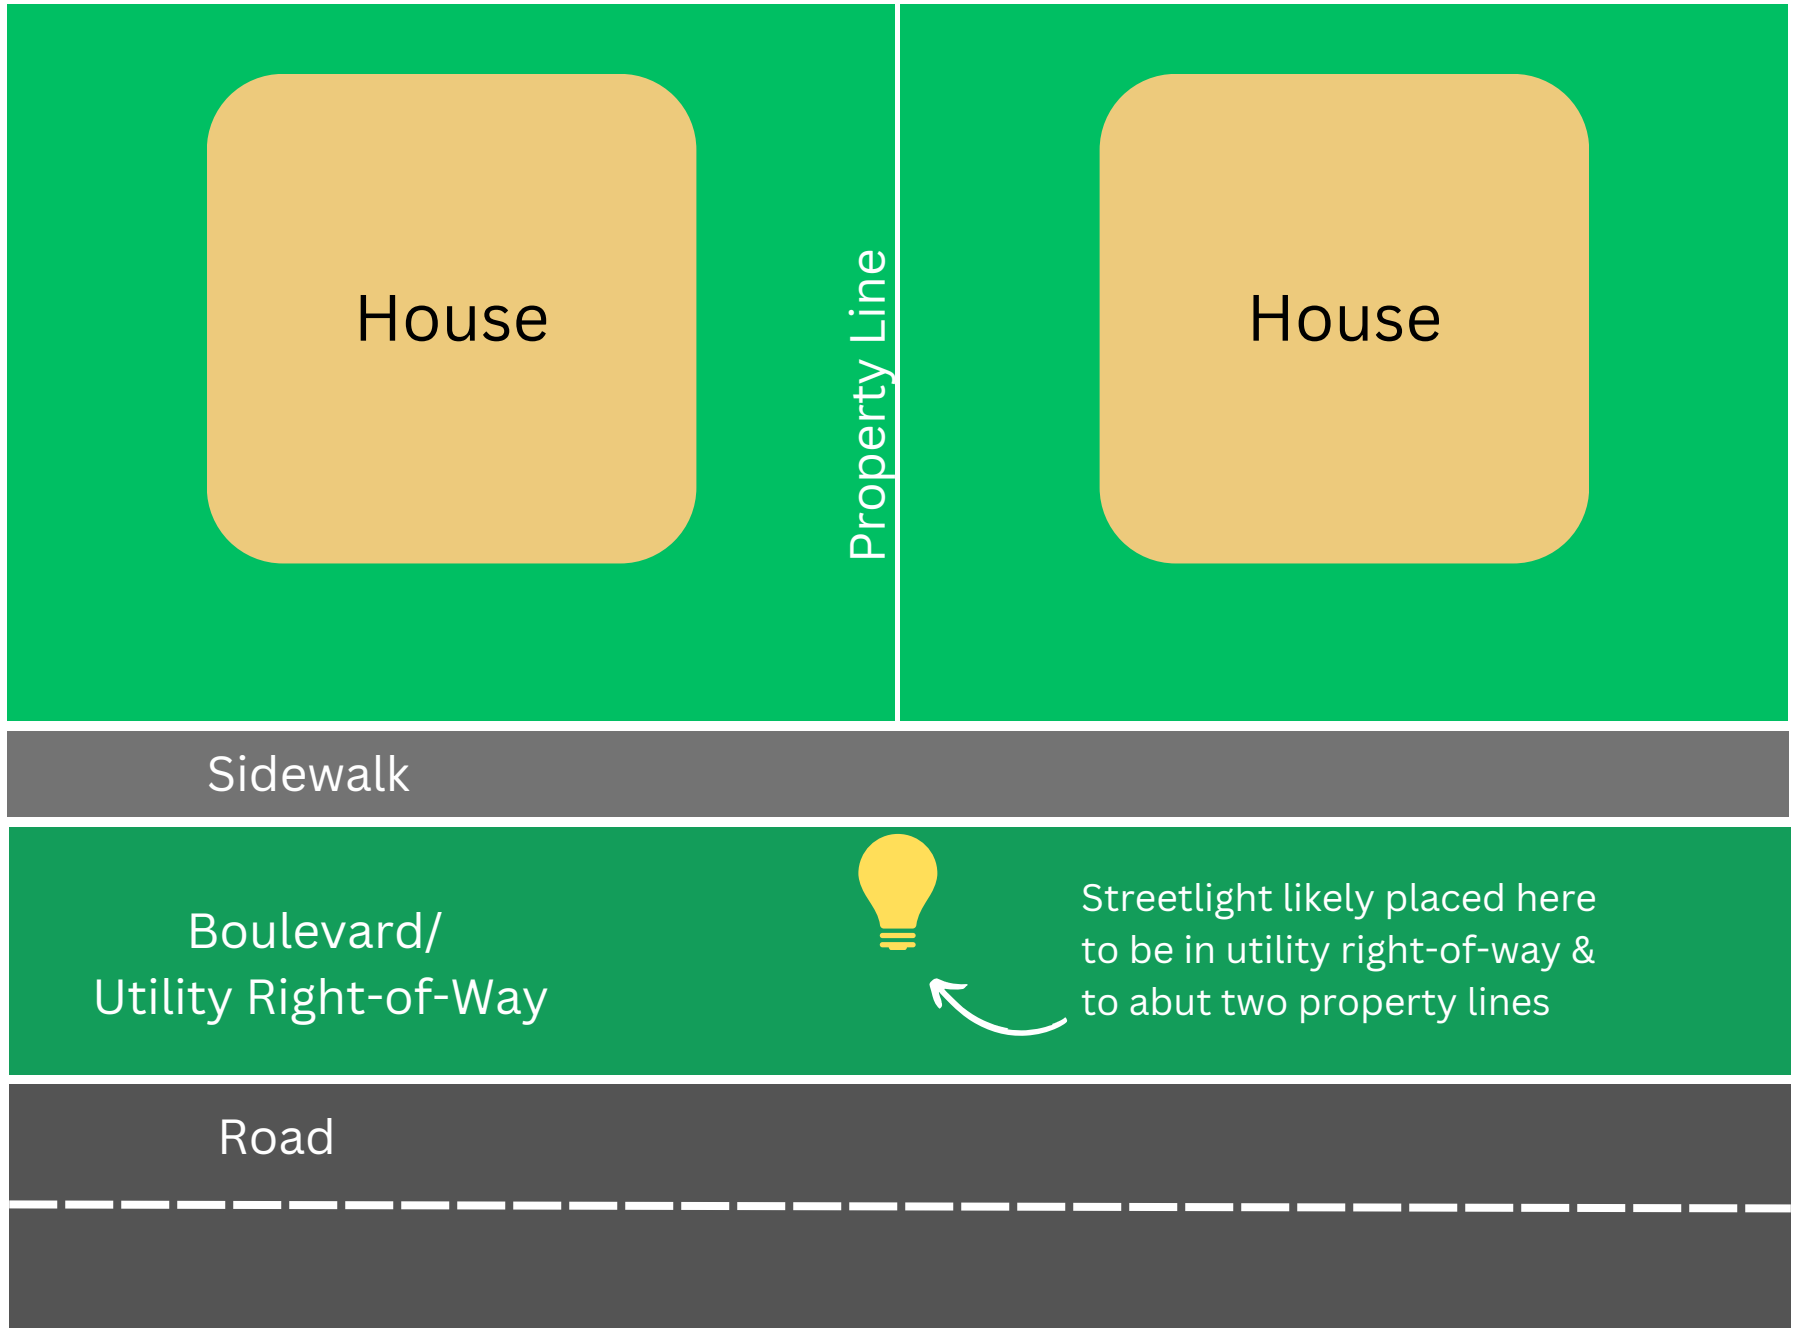 House
House
Property Line
Sidewalk
Boulevard/
Utility Right-of-Way
Streetlight likely placed here
to be in utility right-of-way &
to abut two property lines
Road